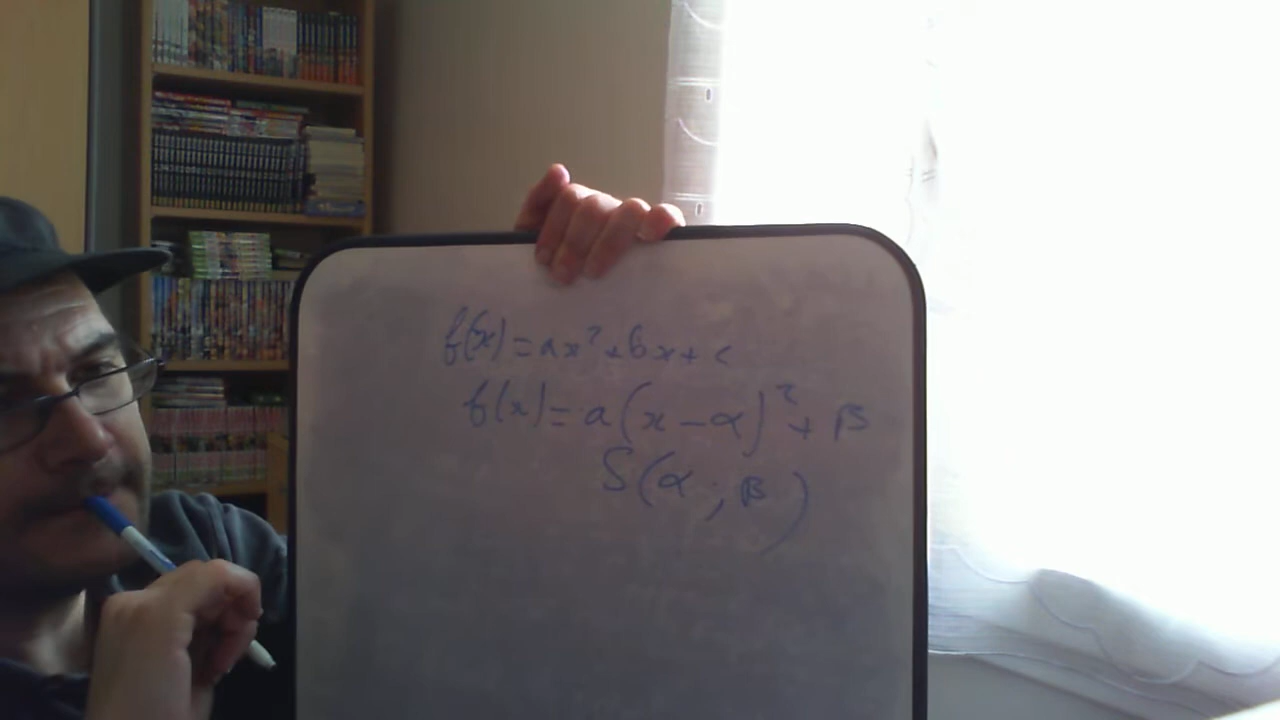 f(x) = ax² + bx + c
f(x) = a(x - α)² + β
S(α ; β)